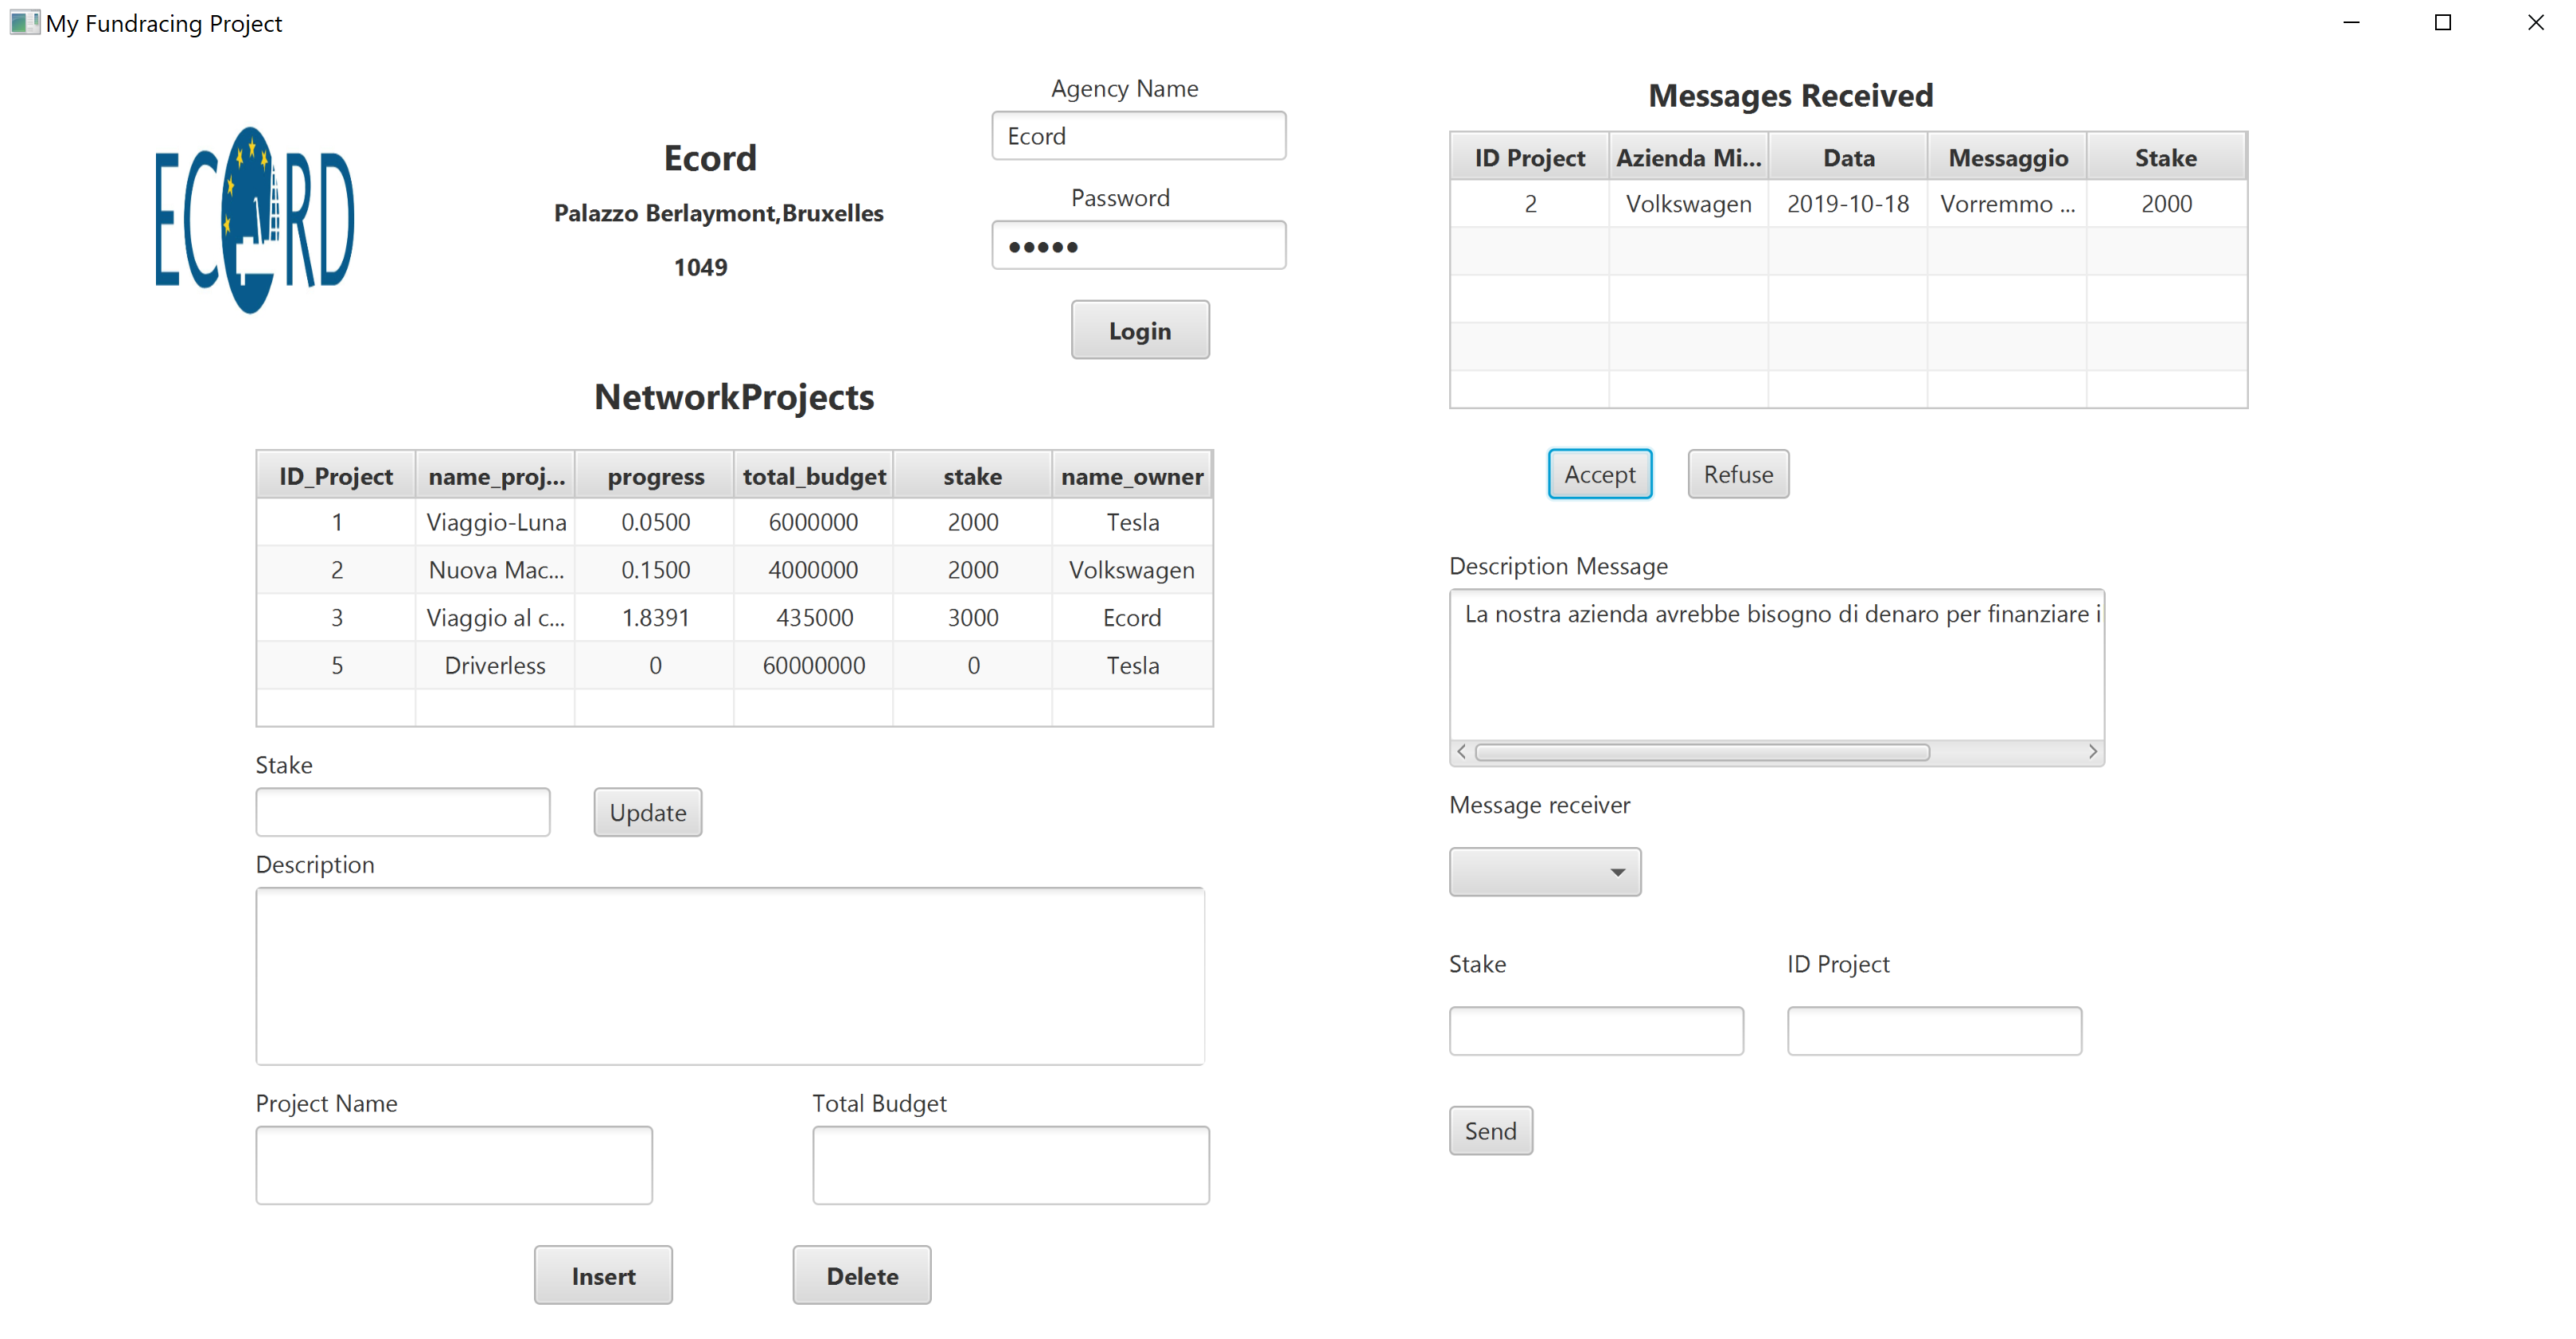 My Fundracing Project
ECORD
Ecord
Palazzo Berlaymont,Bruxelles
1049
Agency Name
Ecord
Password
•••••
Login
NetworkProjects
ID_Project name_proj... progress total_budget stake name_owner
1 Viaggio-Luna 0.0500 6000000 2000 Tesla
2 Nuova Mac... 0.1500 4000000 2000 Volkswagen
3 Viaggio al c... 1.8391 435000 3000 Ecord
5 Driverless 0 60000000 0 Tesla
Stake
Update
Description
Project Name Total Budget
Insert Delete
Messages Received
ID Project Azienda Mi... Data Messaggio Stake
2 Volkswagen 2019-10-18 Vorremmo ... 2000
Accept Refuse
Description Message
La nostra azienda avrebbe bisogno di denaro per finanziare i
Message receiver
Stake ID Project
Send